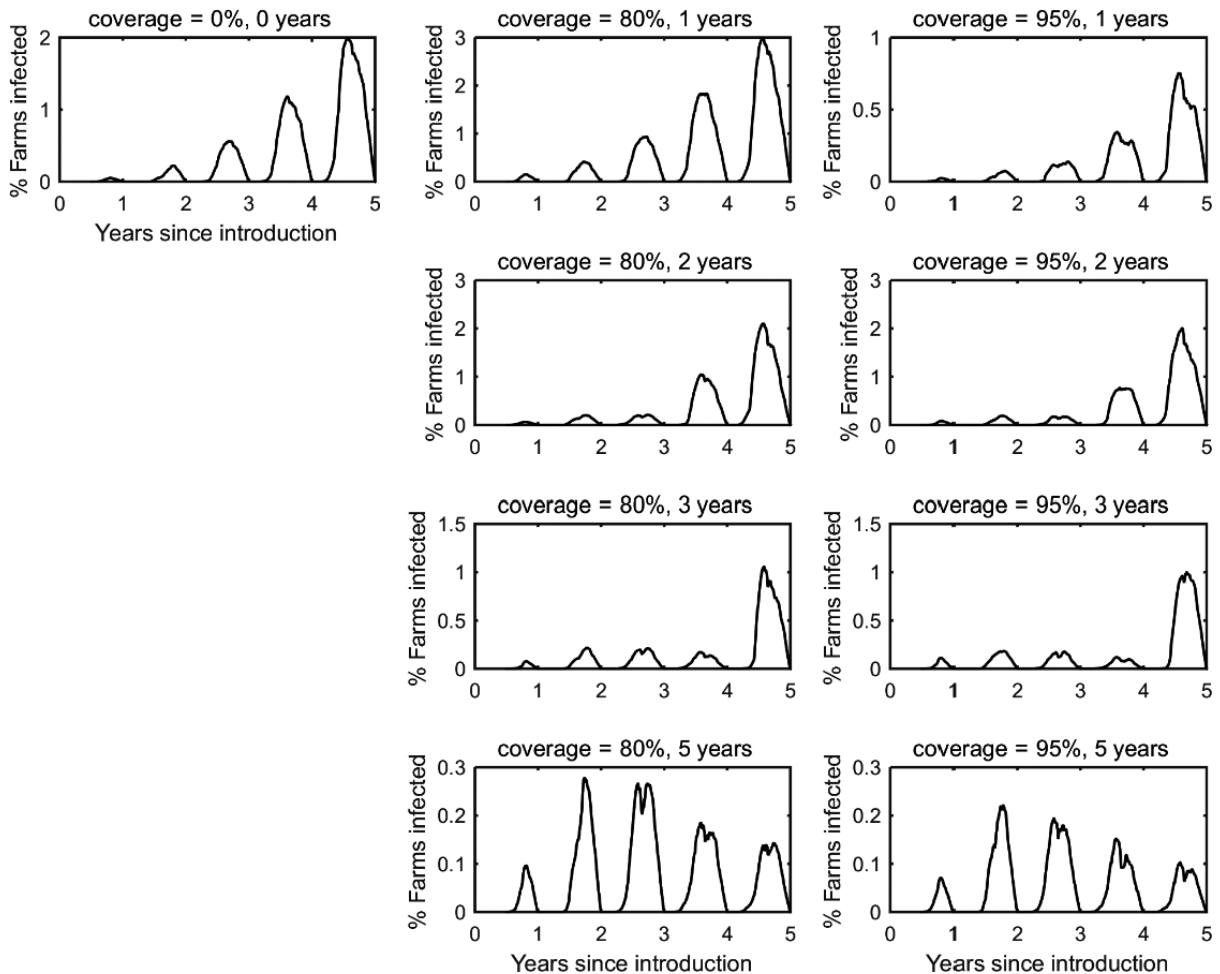 coverage = 0%, 0 years
% Farms infected
2
1
0
0 1 2 3 4 5
Years since introduction
coverage = 80%, 1 years
% Farms infected
3
2
1
0
0 1 2 3 4 5
coverage = 95%, 1 years
% Farms infected
1
0.5
0
0 1 2 3 4 5
coverage = 80%, 2 years
% Farms infected
3
2
1
0
0 1 2 3 4 5
coverage = 95%, 2 years
% Farms infected
3
2
1
0
0 1 2 3 4 5
coverage = 80%, 3 years
% Farms infected
1.5
1
0.5
0
0 1 2 3 4 5
coverage = 95%, 3 years
% Farms infected
1.5
1
0.5
0
0 1 2 3 4 5
coverage = 80%, 5 years
% Farms infected
0.3
0.2
0.1
0
0 1 2 3 4 5
Years since introduction
coverage = 95%, 5 years
% Farms infected
0.3
0.2
0.1
0
0 1 2 3 4 5
Years since introduction